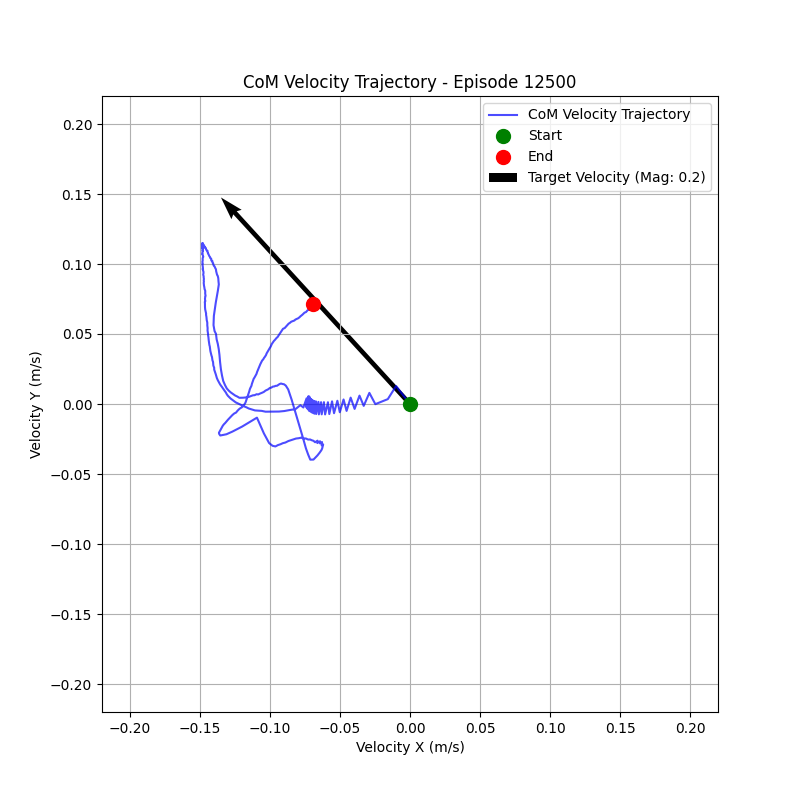 CoM Velocity Trajectory - Episode 12500
CoM Velocity Trajectory
Start
End
Target Velocity (Mag: 0.2)
0.20
0.15
0.10
0.05
0.00
−0.05
−0.10
−0.15
−0.20
Velocity Y (m/s)
−0.20 −0.15 −0.10 −0.05 0.00 0.05 0.10 0.15 0.20
Velocity X (m/s)